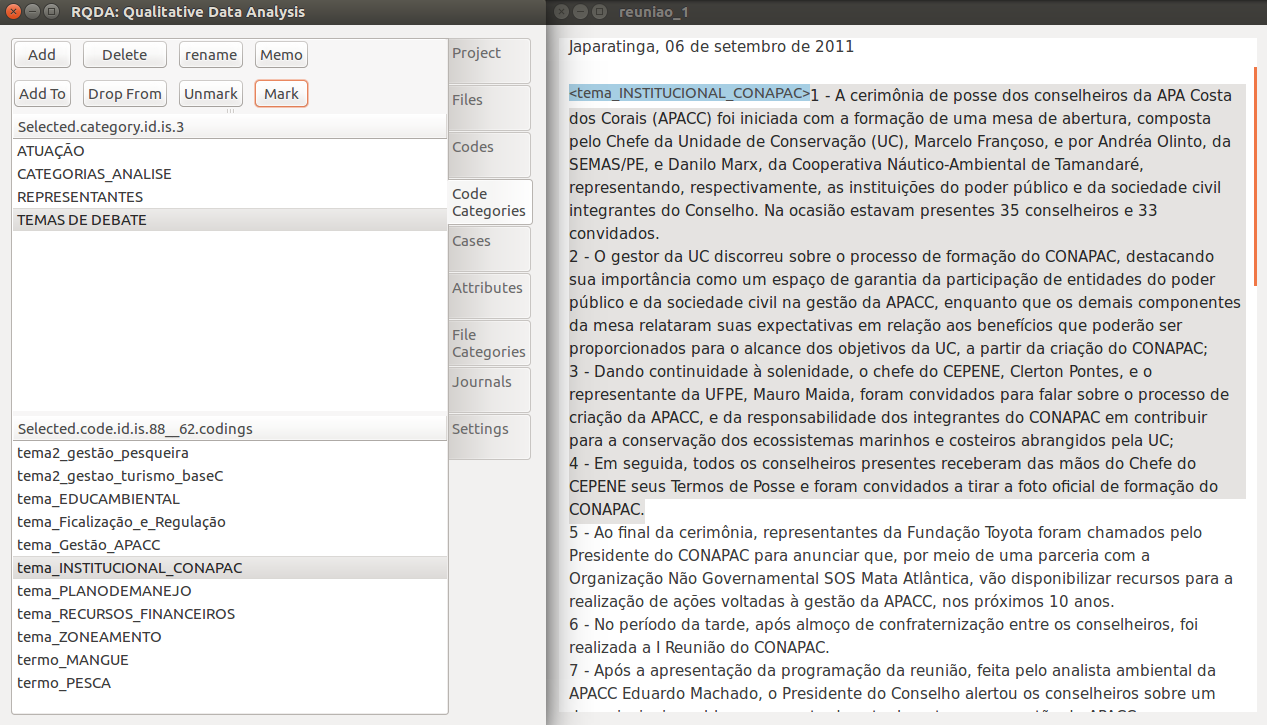 RQDA: Qualitative Data Analysis
Add Delete rename Memo
Add To Drop From Unmark Mark
Selected.category.id.is.3
ATUAÇÃO
CATEGORIAS_ANALISE
REPRESENTANTES
TEMAS DE DEBATE
Selected.code.id.is.88__62.codings
tema2_gestão_pesqueira
tema2_gestao_turismo_baseC
tema_EDUCAMBIENTAL
tema_Ficalização_e_Regulação
tema_Gestão_APACC
tema_INSTITUCIONAL_CONAPAC
tema_PLANODEMANEJO
tema_RECURSOS_FINANCEIROS
tema_ZONEAMENTO
termo_MANGUE
termo_PESCA
Project
Files
Codes
Code
Categories
Cases
Attributes
File
Categories
Journals
Settings
reuniao_1
Japaratinga, 06 de setembro de 2011
<tema_INSTITUCIONAL_CONAPAC>1 - A cerimônia de posse dos conselheiros da APA Costa
dos Corais (APACC) foi iniciada com a formação de uma mesa de abertura, composta
pelo Chefe da Unidade de Conservação (UC), Marcelo Françoso, e por Andréa Olinto, da
SEMAS/PE, e Danilo Marx, da Cooperativa Náutico-Ambiental de Tamandaré,
representando, respectivamente, as instituições do poder público e da sociedade civil
integrantes do Conselho. Na ocasião estavam presentes 35 conselheiros e 33
convidados.
2 - O gestor da UC discorreu sobre o processo de formação do CONAPAC, destacando
sua importância como um espaço de garantia da participação de entidades do poder
público e da sociedade civil na gestão da APACC, enquanto que os demais componentes
da mesa relataram suas expectativas em relação aos benefícios que poderão ser
proporcionados para o alcance dos objetivos da UC, a partir da criação do CONAPAC;
3 - Dando continuidade à solenidade, o chefe do CEPENE, Clerton Pontes, e o
representante da UFPE, Mauro Maida, foram convidados para falar sobre o processo de
criação da APACC, e da responsabilidade dos integrantes do CONAPAC em contribuir
para a conservação dos ecossistemas marinhos e costeiros abrangidos pela UC;
4 - Em seguida, todos os conselheiros presentes receberam das mãos do Chefe do
CEPENE seus Termos de Posse e foram convidados a tirar a foto oficial de formação do
CONAPAC.
5 - Ao final da cerimônia, representantes da Fundação Toyota foram chamados pelo
Presidente do CONAPAC para anunciar que, por meio de uma parceria com a
Organização Não Governamental SOS Mata Atlântica, vão disponibilizar recursos para a
realização de ações voltadas à gestão da APACC, nos próximos 10 anos.
6 - No período da tarde, após almoço de confraternização entre os conselheiros, foi
realizada a I Reunião do CONAPAC.
7 - Após a apresentação da programação da reunião, feita pelo analista ambiental da
APACC Eduardo Machado, o Presidente do Conselho alertou os conselheiros sobre um